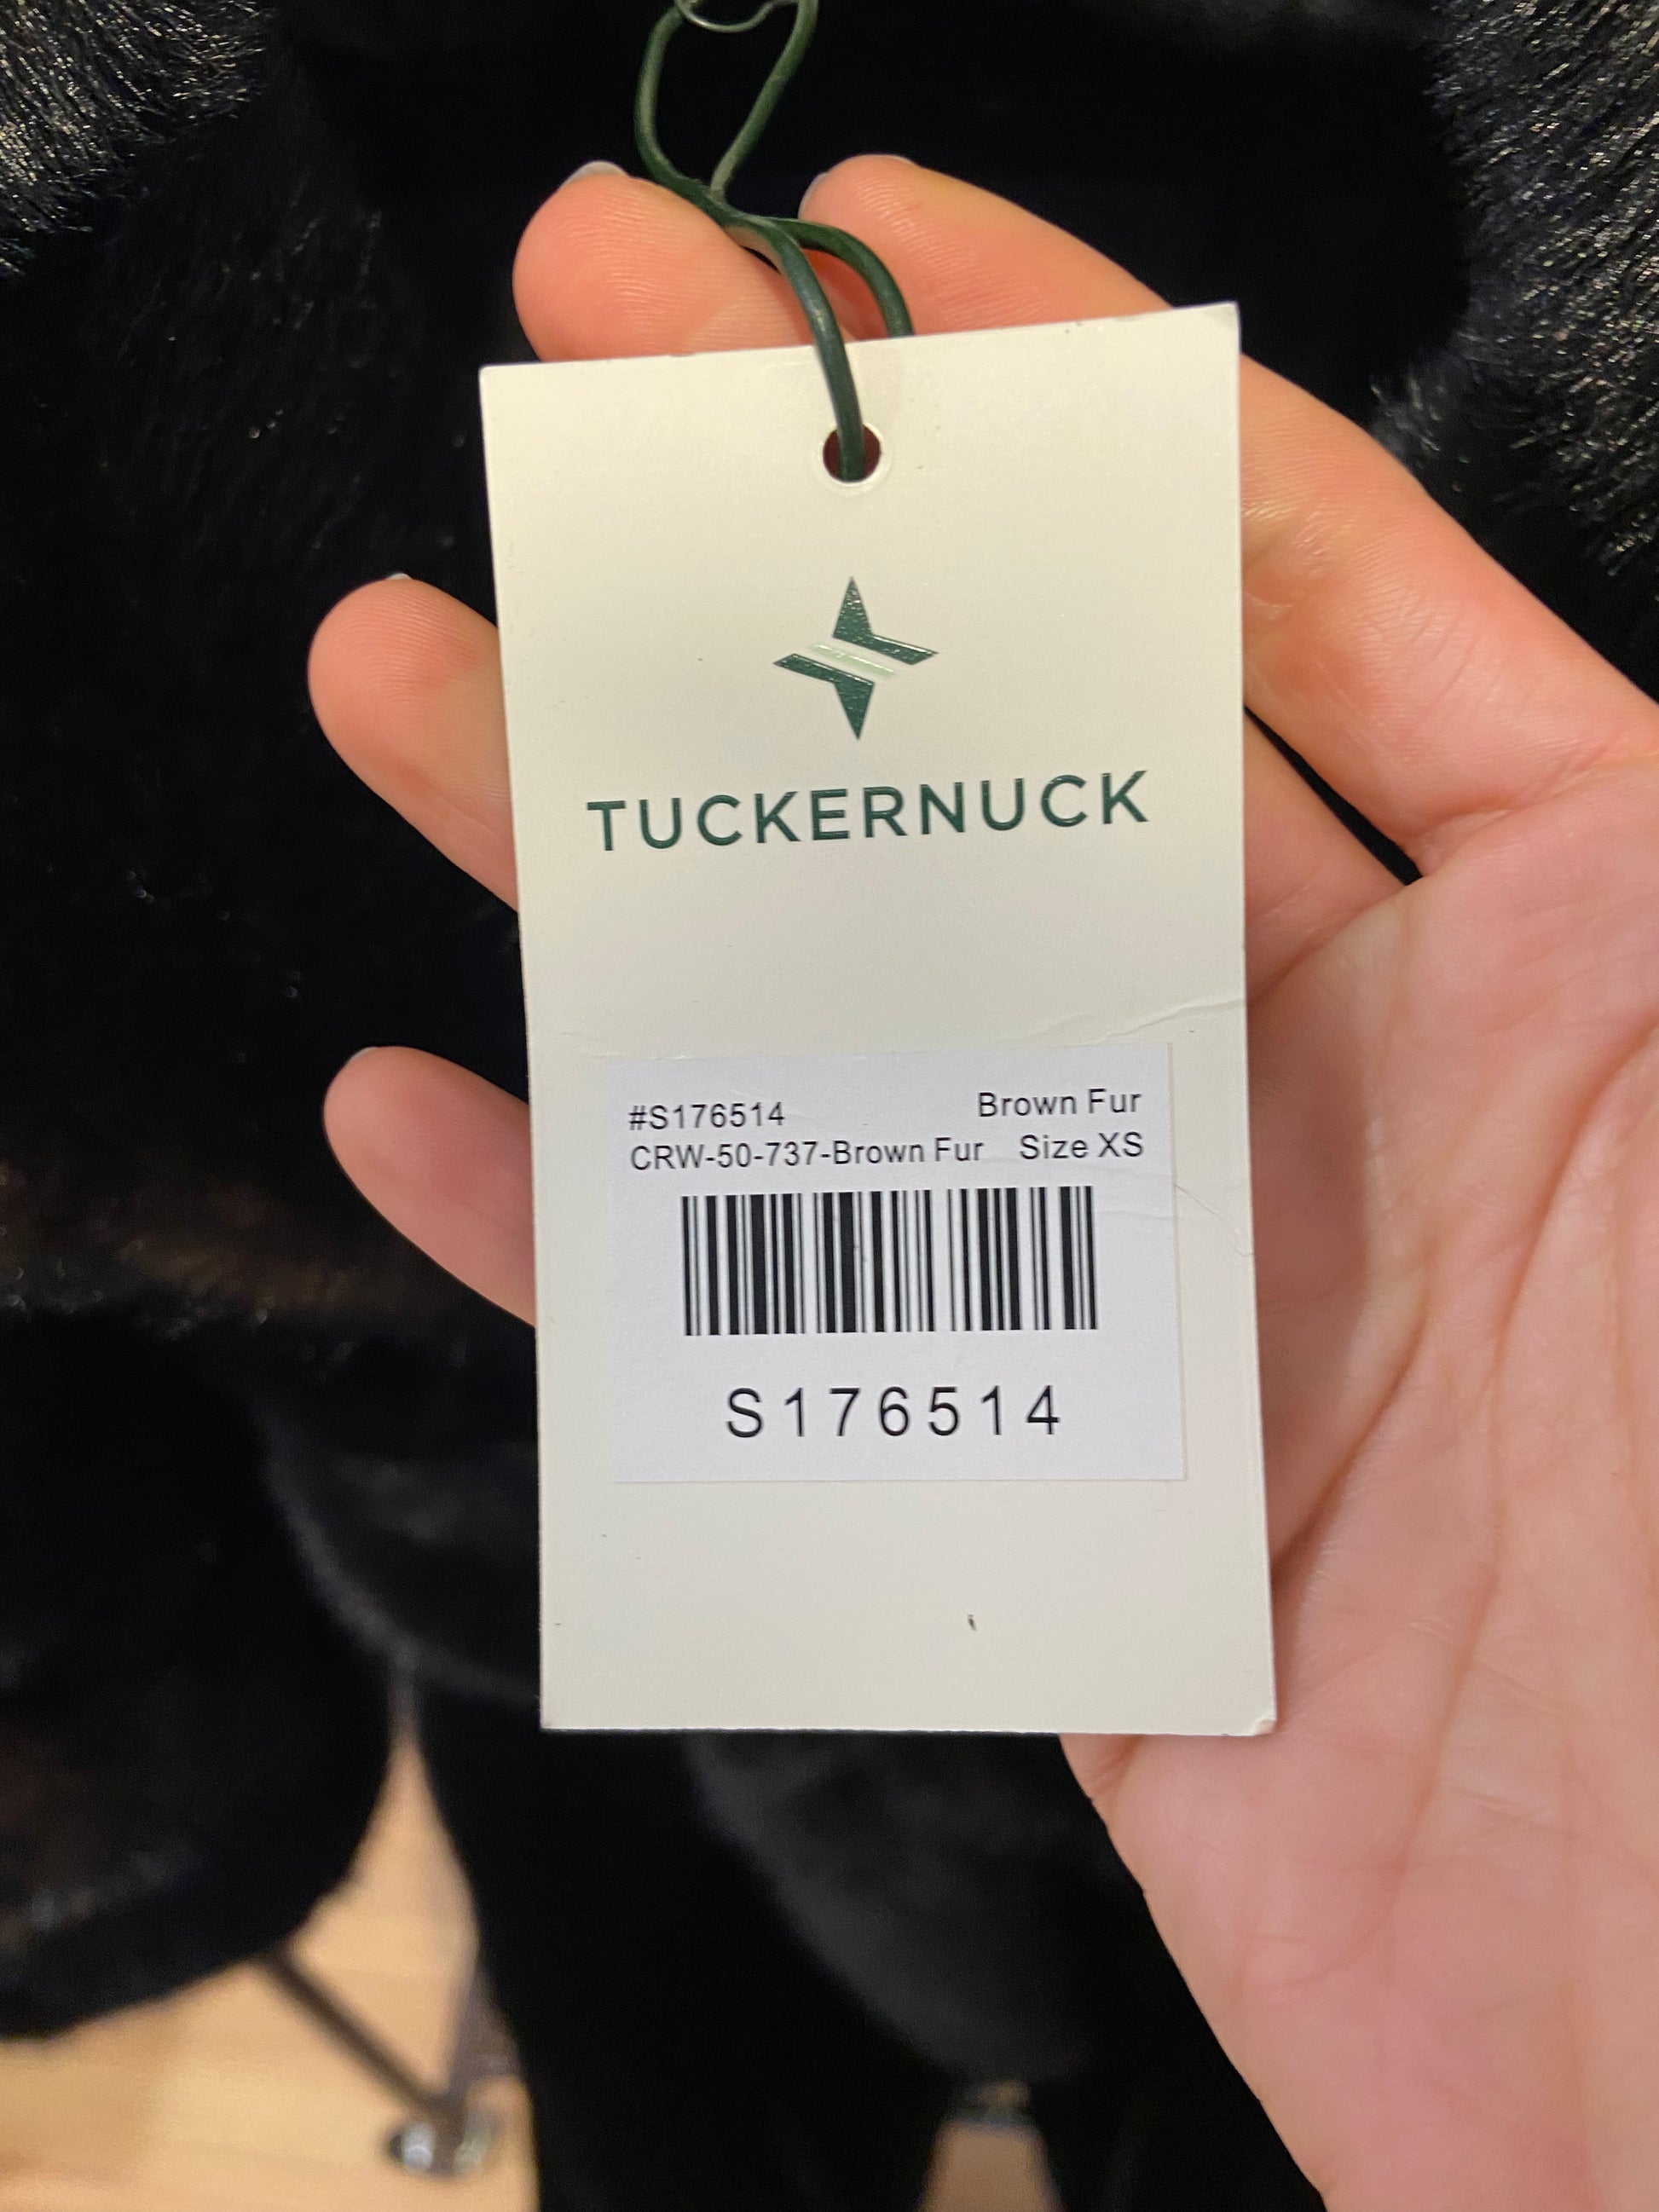 TUCKERNUCK
#S176514 Brown Fur
CRW-50-737-Brown Fur Size XS
S176514